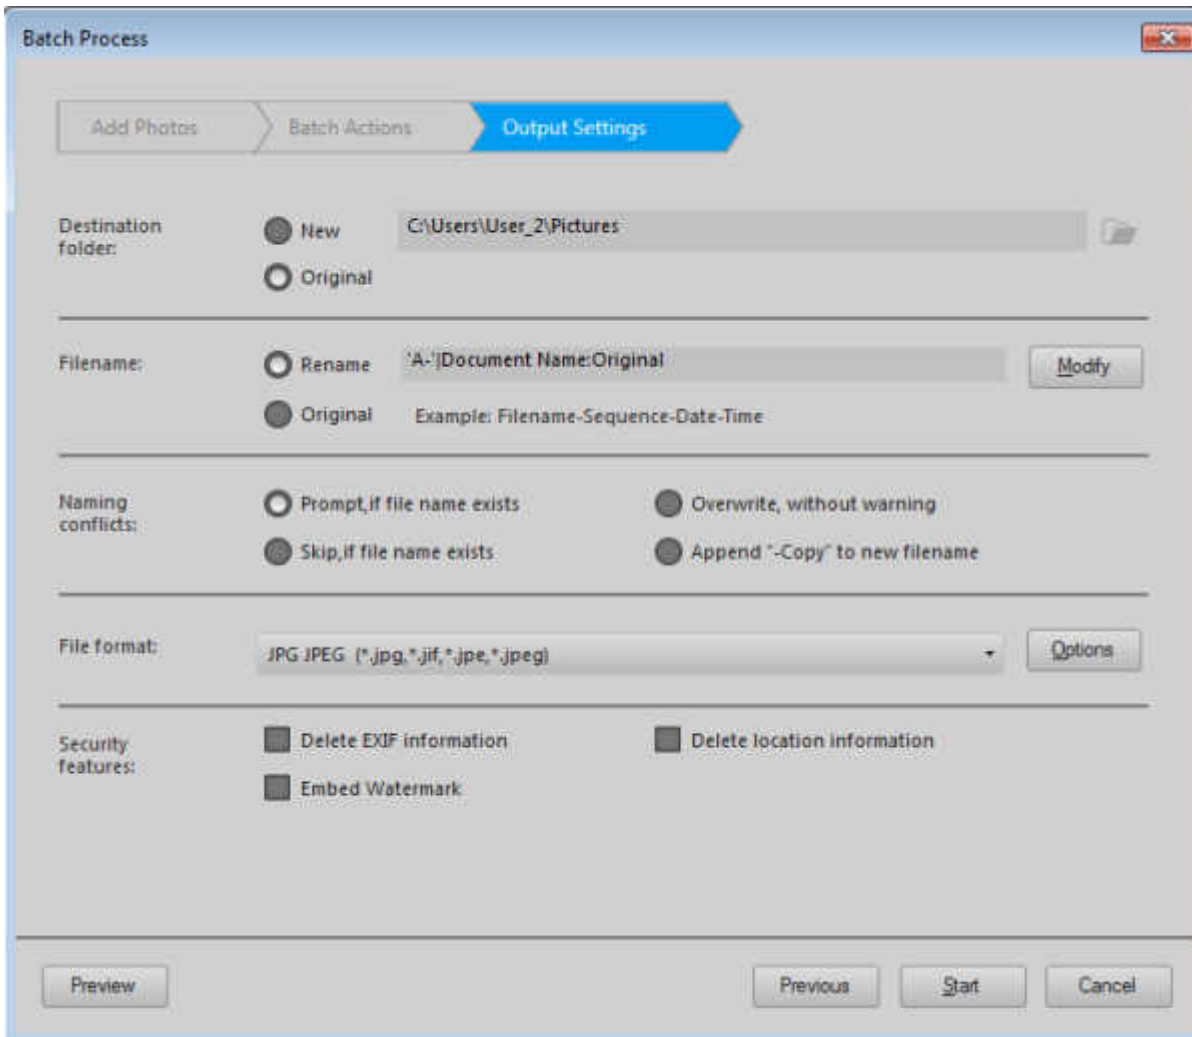 Batch Process
Add Photos
Batch Actions
Output Settings
Destination
folder:
New
C:\Users\User_2\Pictures
Original
Filename:
Rename
'A-'|Document Name:Original
Modify
Original
Example: Filename-Sequence-Date-Time
Naming
conflicts:
Prompt,if file name exists
Overwrite, without warning
Skip,if file name exists
Append "-Copy" to new filename
File format:
JPG JPEG (*.jpg,*.jif,*.jpe,*.jpeg)
Options
Security
features:
Delete EXIF information
Delete location information
Embed Watermark
Preview
Previous
Start
Cancel